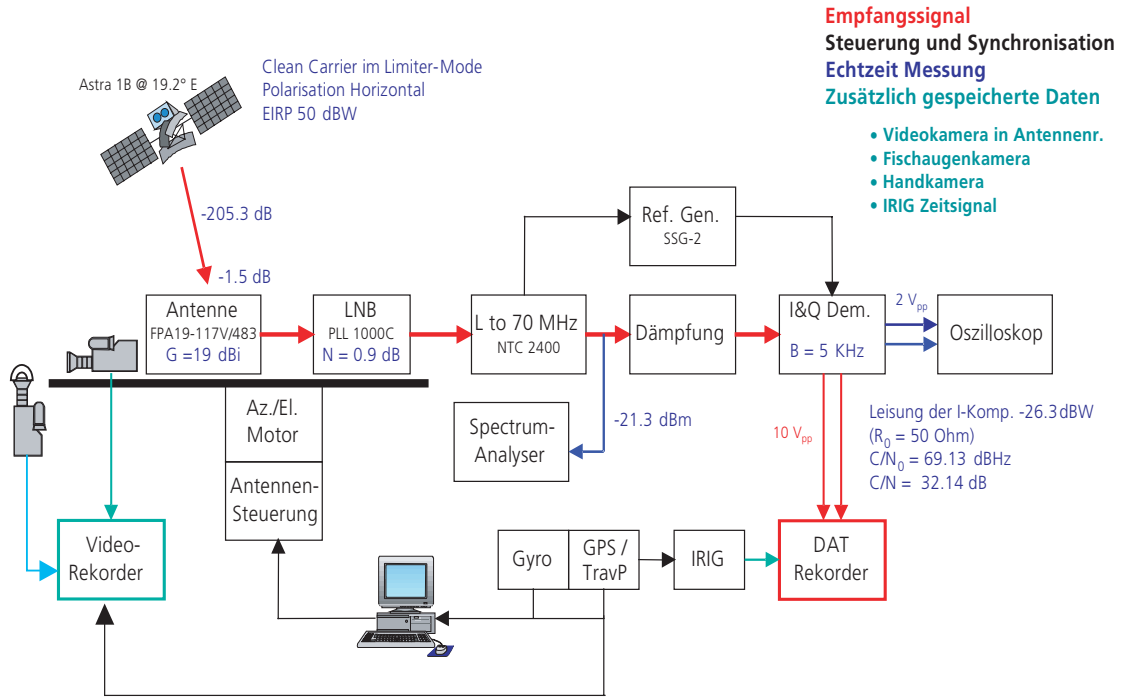 Empfangssignal
Steuerung und Synchronisation
Echtzeit Messung
Zusätzlich gespeicherte Daten
• Videokamera in Antennenr.
• Fischaugenkamera
• Handkamera
• IRIG Zeitsignal
Astra 1B @ 19.2° E
Clean Carrier im Limiter-Mode
Polarisation Horizontal
EIRP 50 dBW
-205.3 dB
-1.5 dB
Antenne
FPA19-117V/483
G =19 dBi
LNB
PLL 1000C
N = 0.9 dB
L to 70 MHz
NTC 2400
Ref. Gen.
SSG-2
Dämpfung
I&Q Dem.
B = 5 KHz
2 Vpp
Oszilloskop
Az./El.
Motor
Antennen-
Steuerung
Spectrum-
Analyser
-21.3 dBm
10 Vpp
Leisung der I-Komp. -26.3dBW
(R0 = 50 Ohm)
C/N0 = 69.13 dBHz
C/N = 32.14 dB
Video-
Rekorder
Gyro
GPS /
TravP
IRIG
DAT
Rekorder